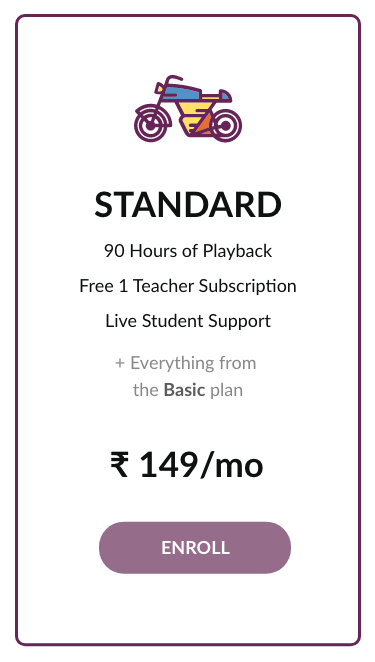 STANDARD
90 Hours of Playback
Free 1 Teacher Subscription
Live Student Support
+ Everything from
the Basic plan
₹ 149/mo
ENROLL